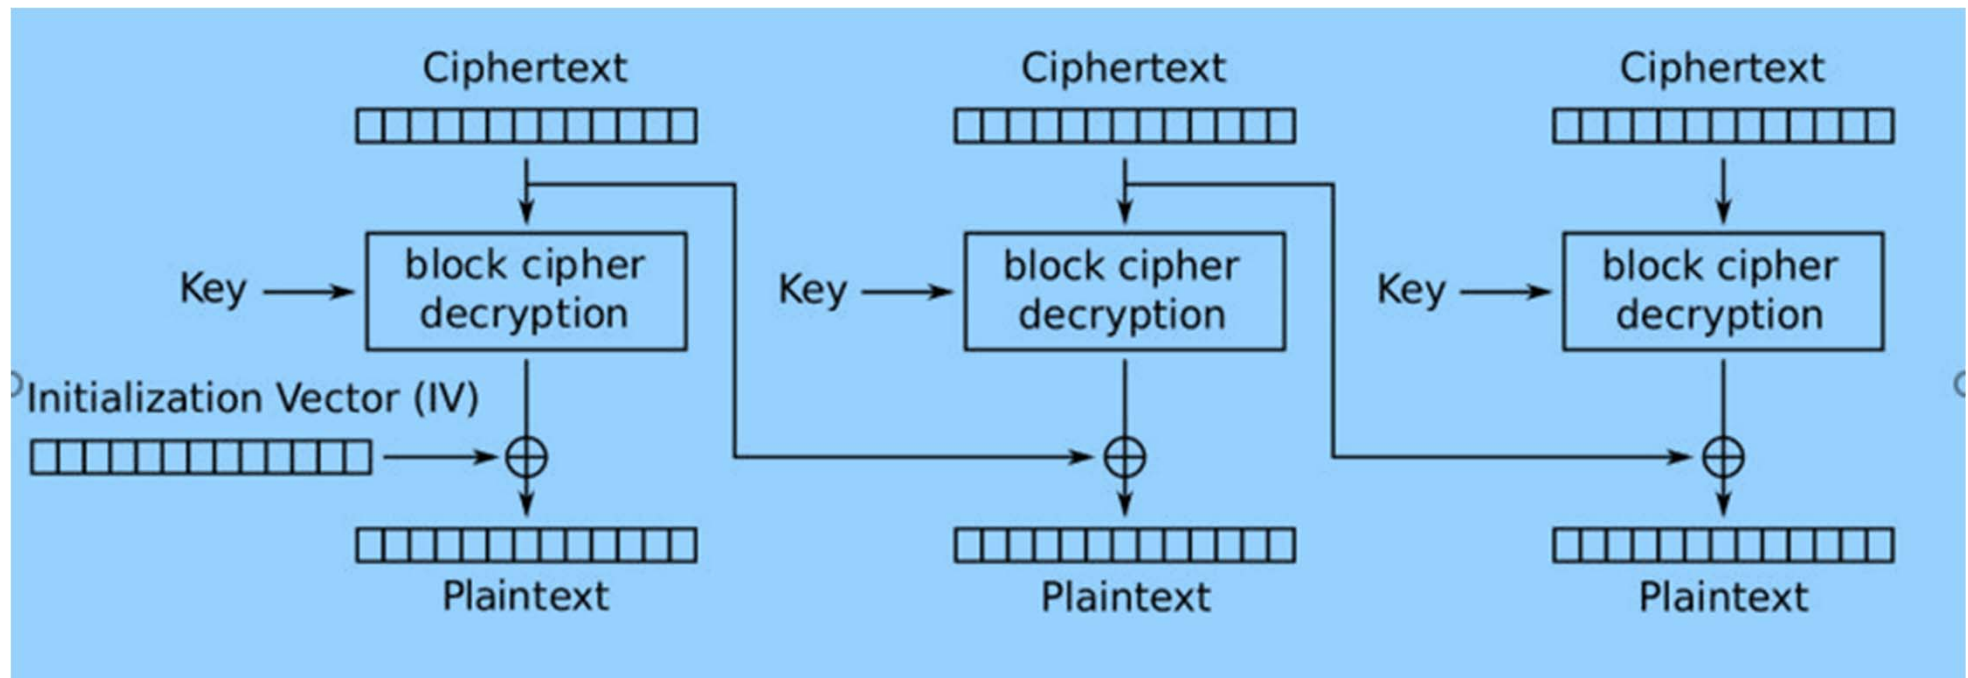 Ciphertext
Ciphertext
Ciphertext
Key
block cipher
decryption
Key
block cipher
decryption
Key
block cipher
decryption
Initialization Vector (IV)
Plaintext
Plaintext
Plaintext